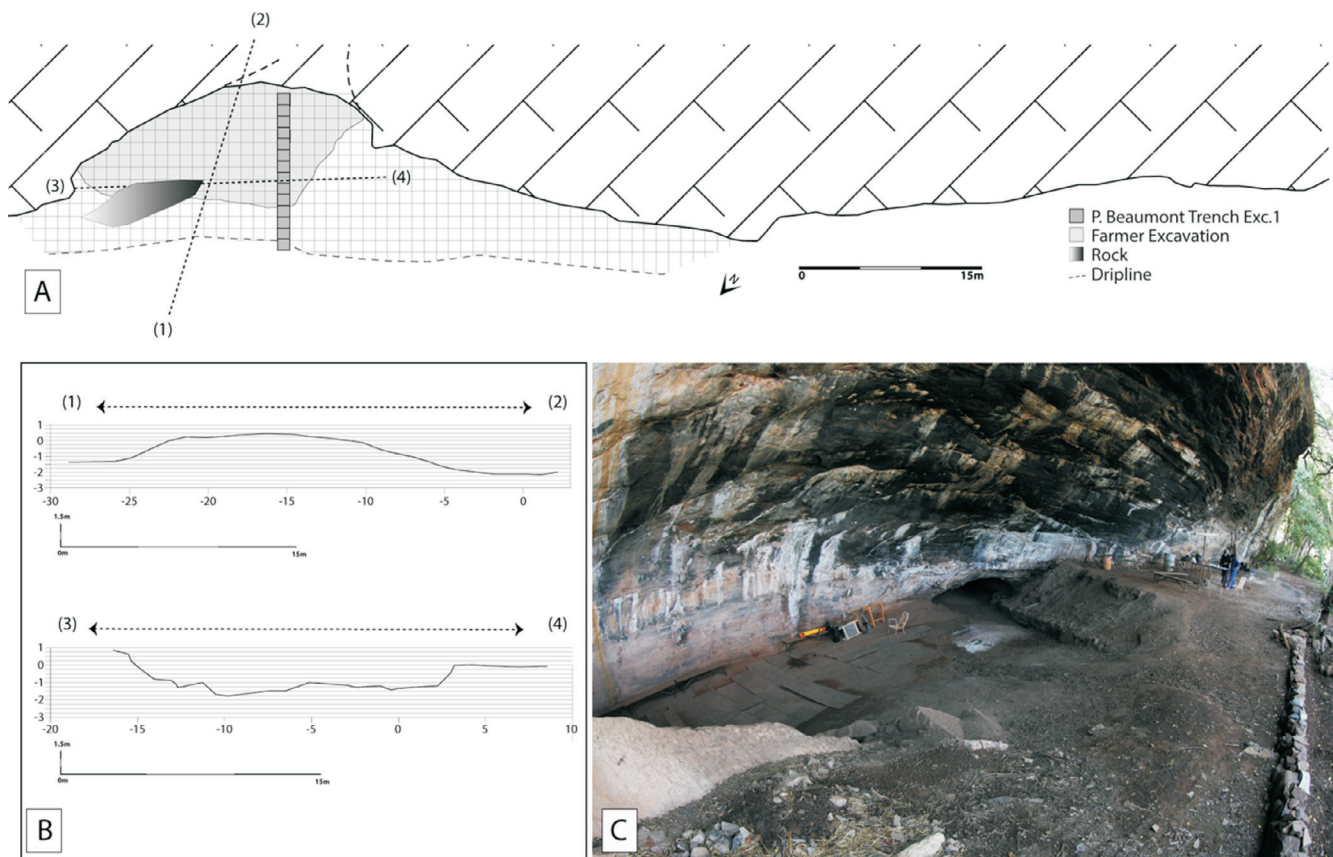 (2)
(3)
(4)
(1)
P. Beaumont Trench Exc.1
Farmer Excavation
Rock
Dripline
N
0 15m
A
(1) (2)
1
0
-1
-2
-3
-30 -25 -20 -15 -10 -5 0
1.5m
0m 15m
(3) (4)
1
0
-1
-2
-3
-20 -15 -10 -5 0 5 10
1.5m
0m 15m
B
C